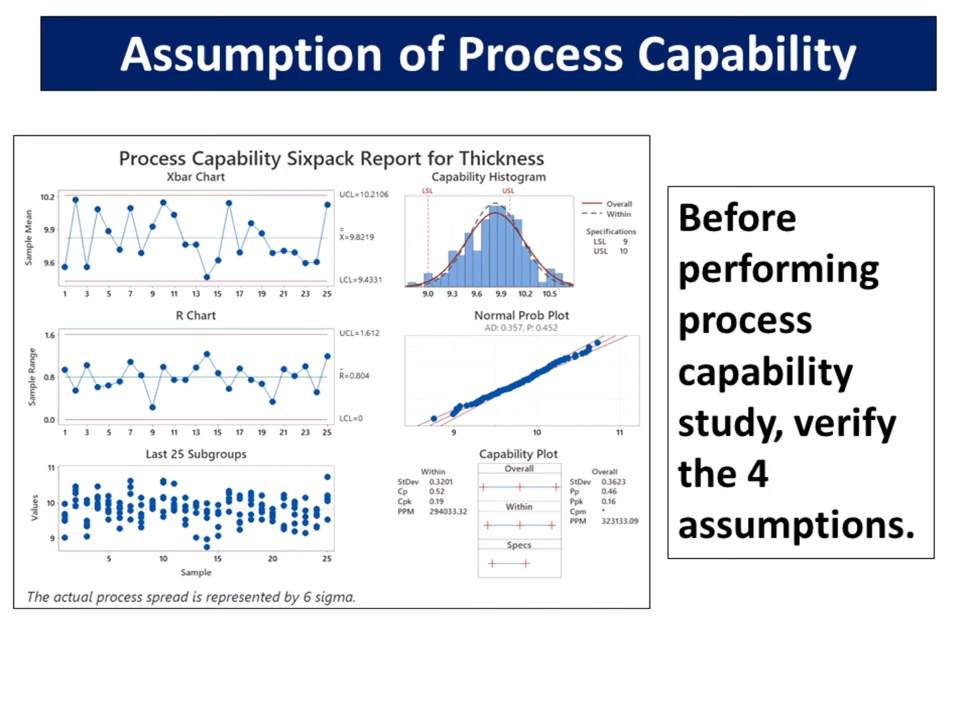 Assumption of Process Capability
Process Capability Sixpack Report for Thickness
Xbar Chart
Sample Mean
10.2
9.9
9.6
UCL=10.2106
X=9.8219
LCL=9.4331
1 3 5 7 9 11 13 15 17 19 21 23 25
Capability Histogram
LSL USL
Overall
Within
Specifications
LSL 9
USL 10
9.0 9.3 9.6 9.9 10.2 10.5
R Chart
Sample Range
1.6
0.8
0.0
UCL=1.612
R=0.804
LCL=0
1 3 5 7 9 11 13 15 17 19 21 23 25
Normal Prob Plot
AD: 0.357, P: 0.452
9 10 11
Last 25 Subgroups
Values
11
10
9
5 10 15 20 25
Sample
Capability Plot
Within
StDev 0.3201
Cp 0.52
Cpk 0.19
PPM 294033.32
Overall
Within
Specs
Overall
StDev 0.3623
Pp 0.46
Ppk 0.16
Cpm *
PPM 323133.09
The actual process spread is represented by 6 sigma.
Before
performing
process
capability
study, verify
the 4
assumptions.